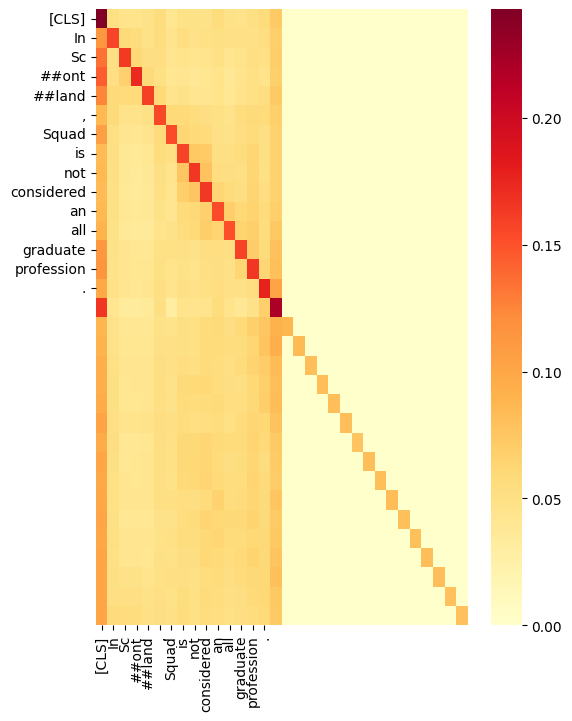 [CLS]
In
Sc
##ont
##land
,
Squad
is
not
considered
an
all
graduate
profession
.
0.20
0.15
0.10
0.05
0.00
[CLS]
In
Sc
##ont
##land
,
Squad
is
not
considered
an
all
graduate
profession
.